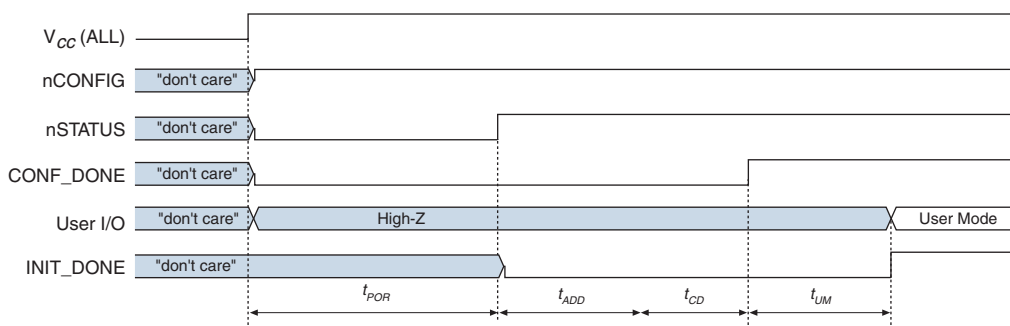 VCC (ALL)
nCONFIG "don't care"
nSTATUS "don't care"
CONF_DONE "don't care"
User I/O "don't care" High-Z User Mode
INIT_DONE "don't care"
tPOR tADD tCD tUM